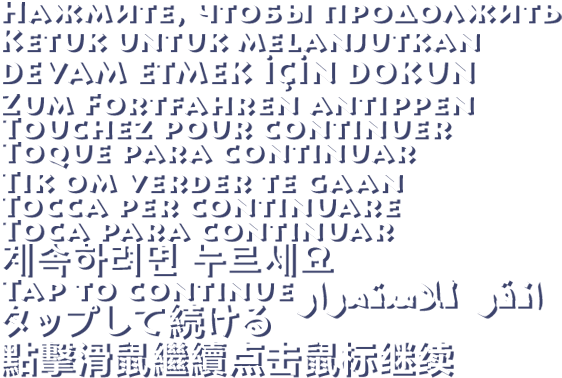 Нажмите, чтобы продолжить
Ketuk untuk melanjutkan
devam etmek için dokun
Zum Fortfahren antippen
Touchez pour continuer
Toque para continuar
Tik om verder te gaan
Tocca per continuare
Toca para continuar
계속하려면 누르세요
Tap to continue
انقر للاستمرار
タップして続ける
點擊滑鼠繼續点击鼠标继续